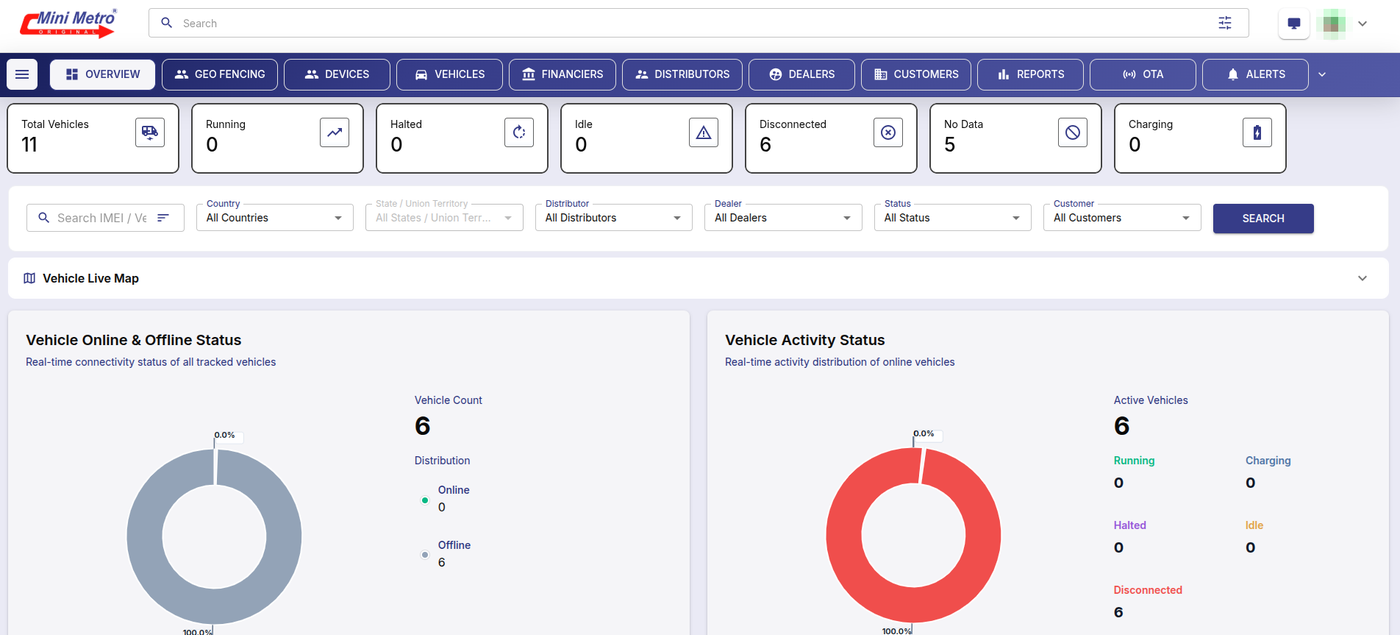 Mini Metro®
ORIGINAL
Search
OVERVIEW
GEO FENCING
DEVICES
VEHICLES
FINANCIERS
DISTRIBUTORS
DEALERS
CUSTOMERS
REPORTS
OTA
ALERTS
Total Vehicles
11
Running
0
Halted
0
Idle
0
Disconnected
6
No Data
5
Charging
0
Search IMEI / Ve
Country
All Countries
State / Union Territory
All States / Union Terr...
Distributor
All Distributors
Dealer
All Dealers
Status
All Status
Customer
All Customers
SEARCH
Vehicle Live Map
Vehicle Online & Offline Status
Real-time connectivity status of all tracked vehicles
0.0%
100.0%
Vehicle Count
6
Distribution
Online
0
Offline
6
Vehicle Activity Status
Real-time activity distribution of online vehicles
0.0%
100.0%
Active Vehicles
6
Running
0
Charging
0
Halted
0
Idle
0
Disconnected
6